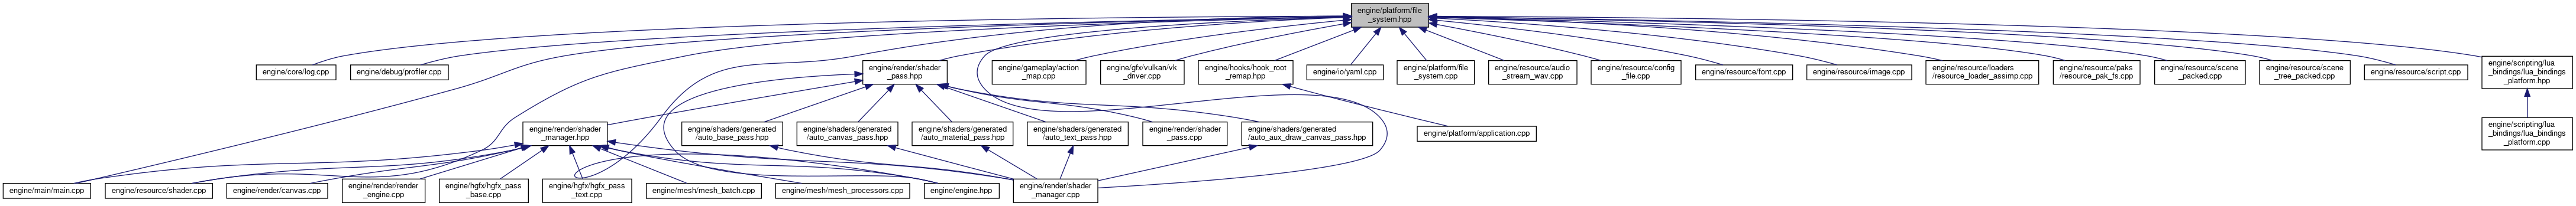 engine/platform/file
_system.hpp
engine/core/log.cpp
engine/debug/profiler.cpp
engine/render/shader
_pass.hpp
engine/gameplay/action
_map.cpp
engine/gfx/vulkan/vk
_driver.cpp
engine/hooks/hook_root
_remap.hpp
engine/io/yaml.cpp
engine/platform/file
_system.cpp
engine/resource/audio
_stream_wav.cpp
engine/resource/config
_file.cpp
engine/resource/font.cpp
engine/resource/image.cpp
engine/resource/loaders
/resource_loader_assimp.cpp
engine/resource/paks
/resource_pak_fs.cpp
engine/resource/scene
_packed.cpp
engine/resource/scene
_tree_packed.cpp
engine/resource/script.cpp
engine/scripting/lua
_bindings/lua_bindings
_platform.hpp
engine/render/shader
_manager.hpp
engine/shaders/generated
/auto_base_pass.hpp
engine/shaders/generated
/auto_canvas_pass.hpp
engine/shaders/generated
/auto_material_pass.hpp
engine/shaders/generated
/auto_text_pass.hpp
engine/render/shader
_pass.cpp
engine/shaders/generated
/auto_aux_draw_canvas_pass.hpp
engine/platform/application.cpp
engine/scripting/lua
_bindings/lua_bindings
_platform.cpp
engine/main/main.cpp
engine/resource/shader.cpp
engine/render/canvas.cpp
engine/render/render
_engine.cpp
engine/hgfx/hgfx_pass
_base.cpp
engine/hgfx/hgfx_pass
_text.cpp
engine/mesh/mesh_batch.cpp
engine/mesh/mesh_processors.cpp
engine/engine.hpp
engine/render/shader
_manager.cpp